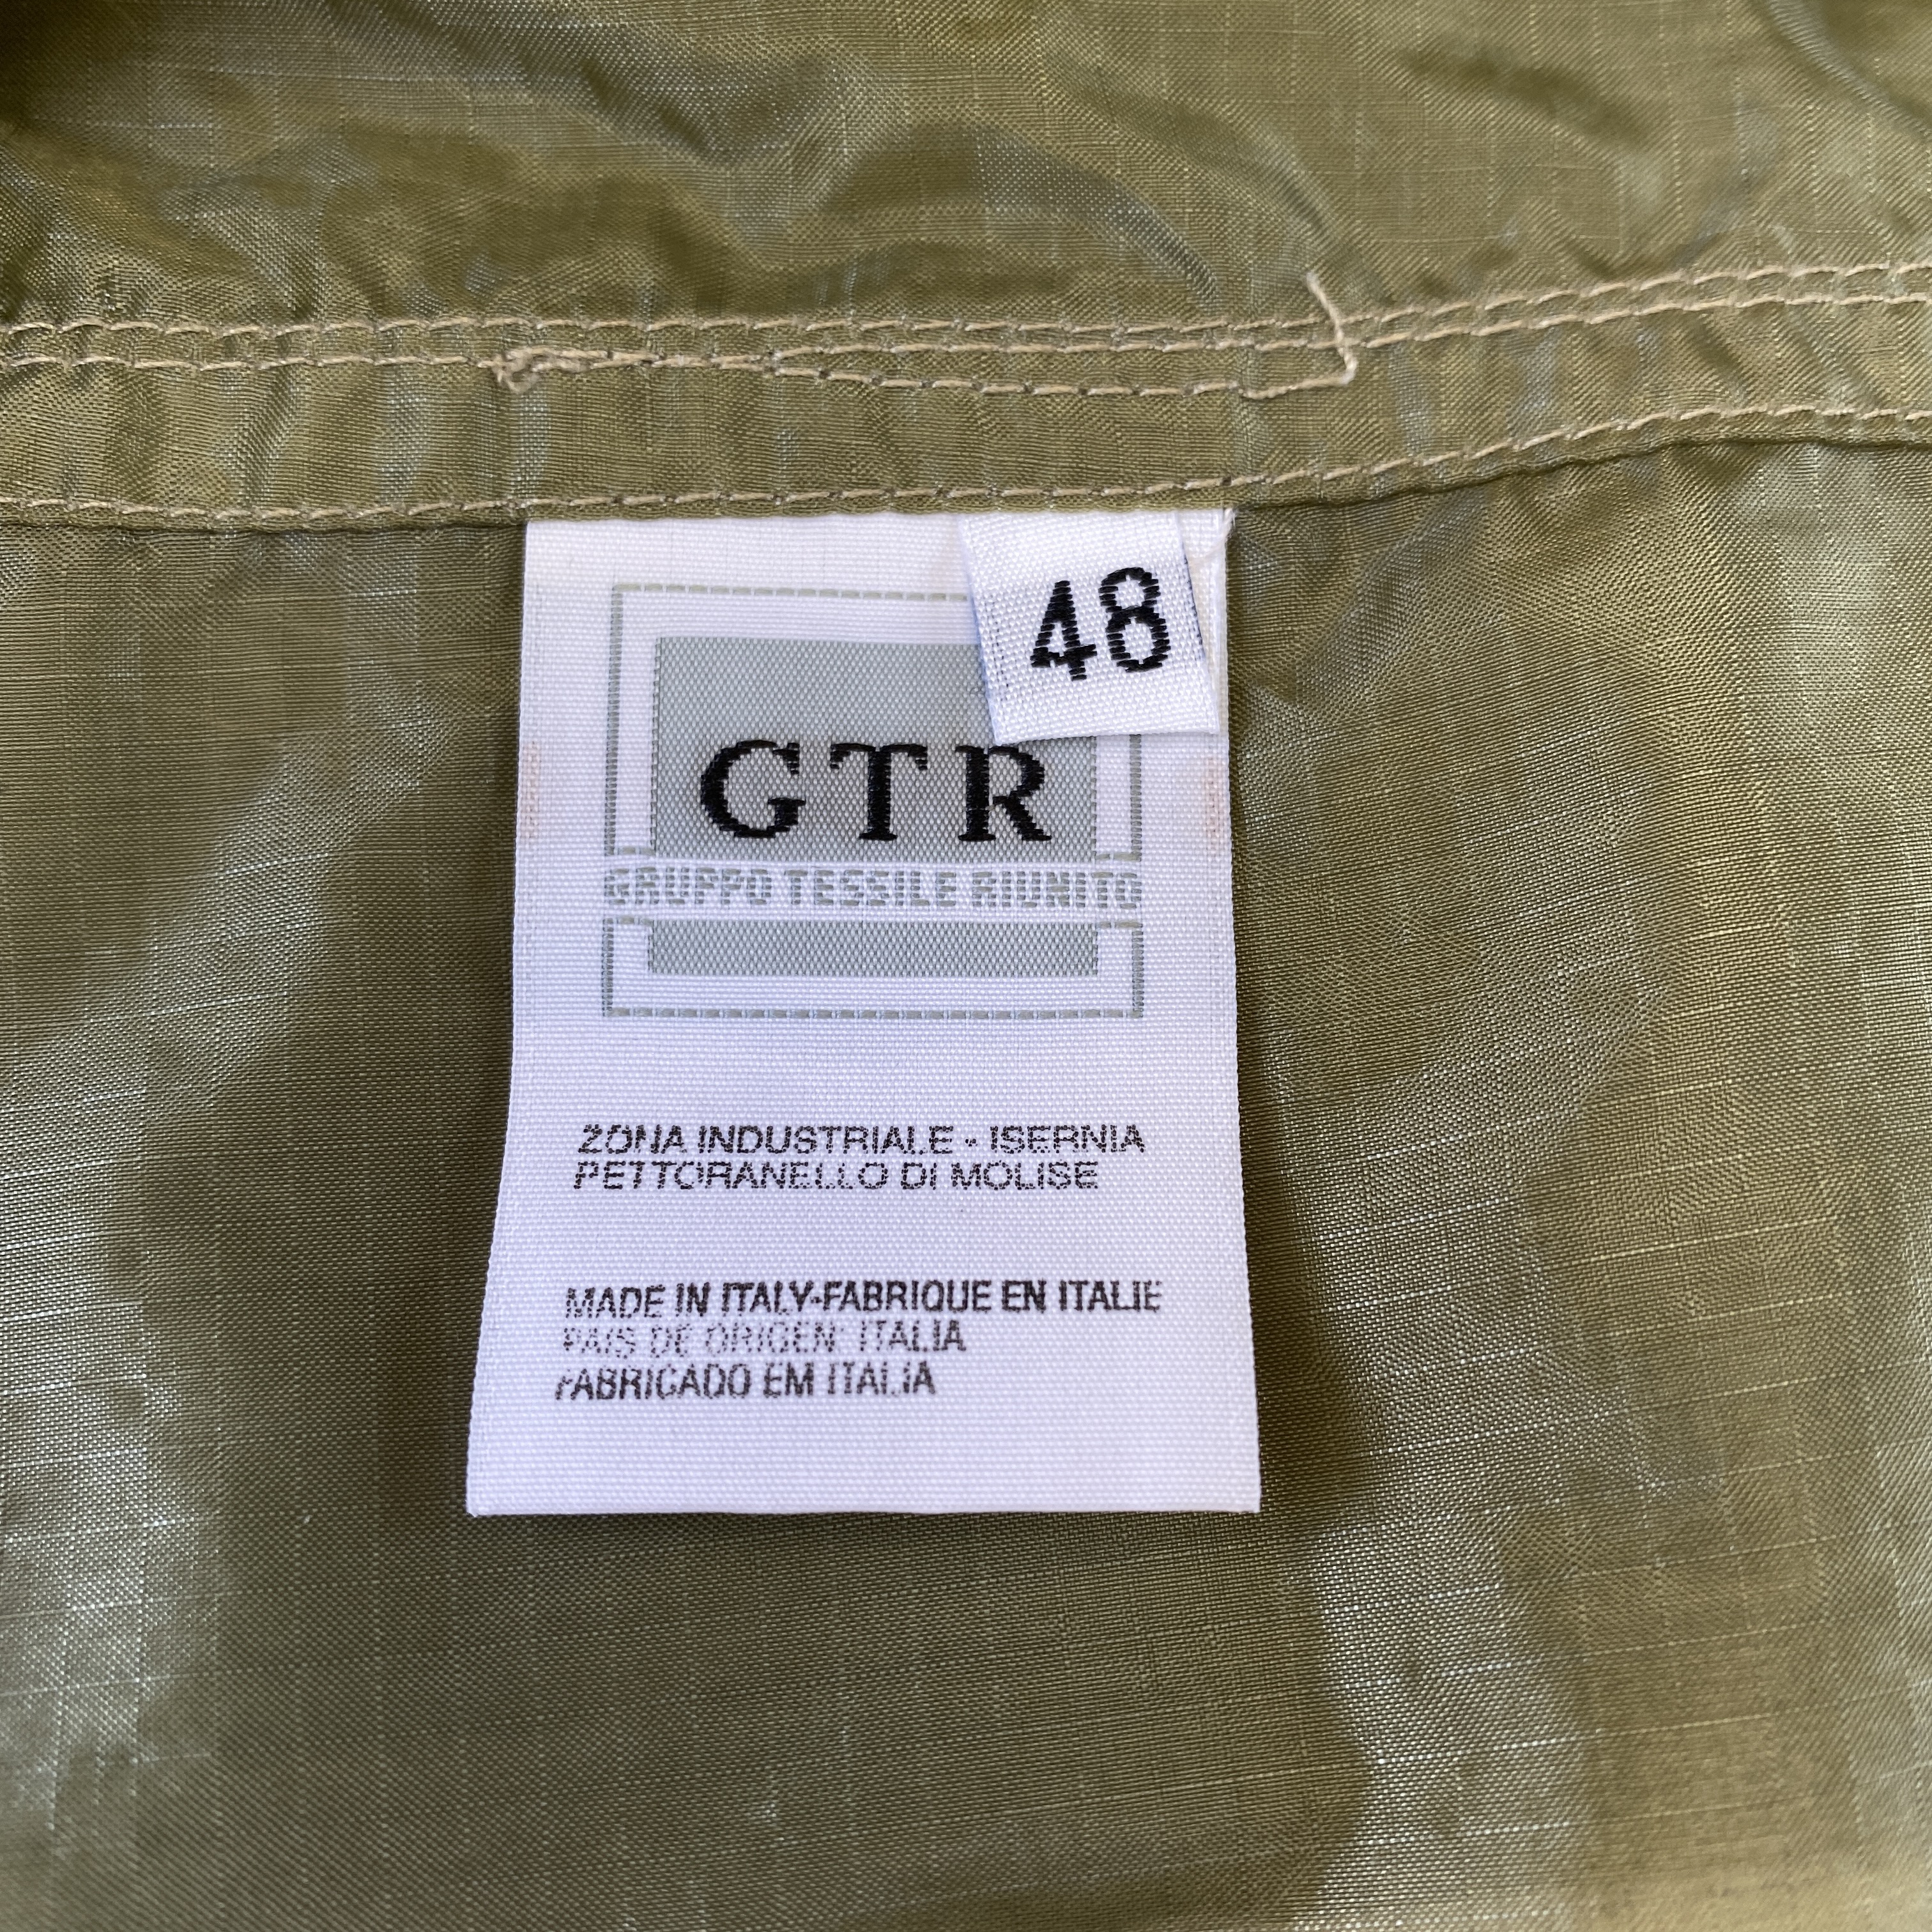 48
GTR
GRUPPO TESSILE RIUNITO
ZONA INDUSTRIALE - ISERNIA
PETTORANELLO DI MOLISE
MADE IN ITALY-FABRIQUE EN ITALIE
PAIS DE ORIGEN: ITALIA
FABRICADO EM ITALIA